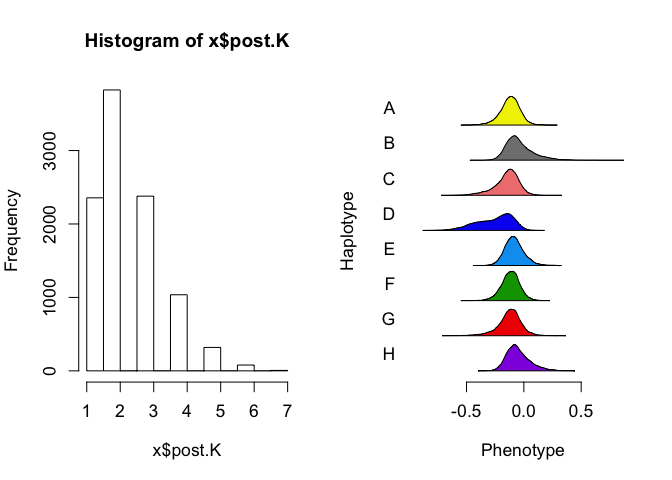 Histogram of x$post.K
Frequency
0
1000
2000
3000
1 2 3 4 5 6 7
x$post.K
Haplotype
A
B
C
D
E
F
G
H
-0.5 0.0 0.5
Phenotype